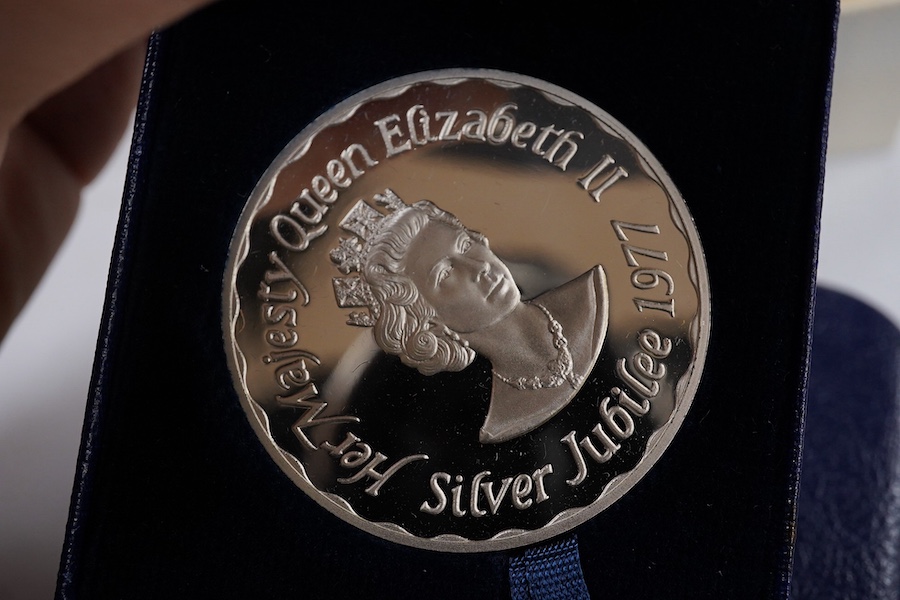 Her Majesty Queen Elizabeth II
Silver Jubilee 1977